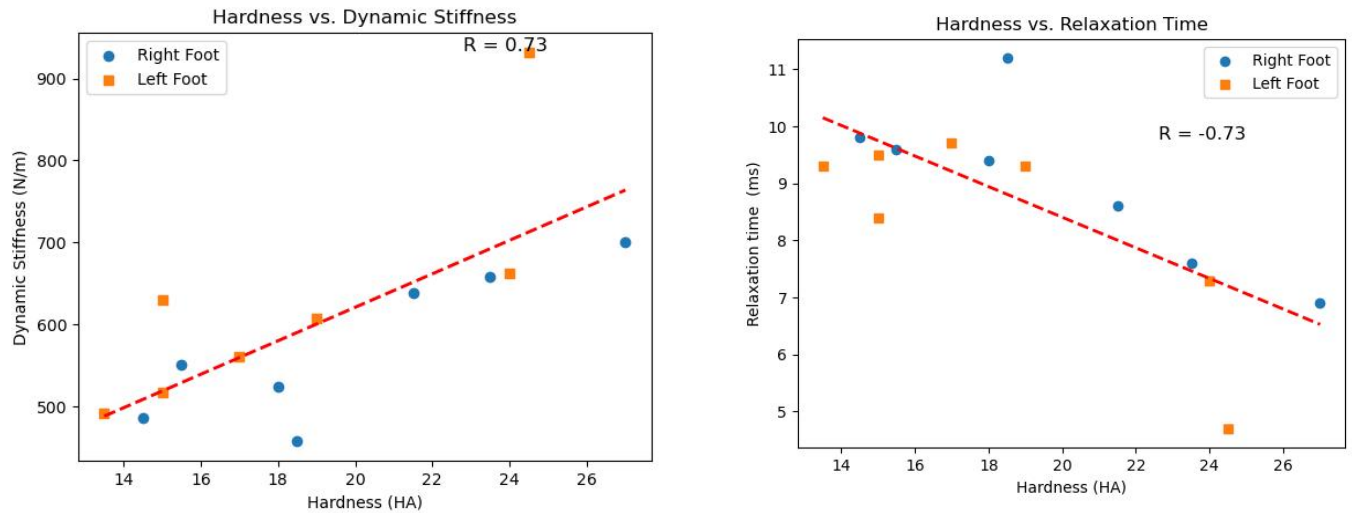 Hardness vs. Dynamic Stiffness
R = 0.73
Right Foot
Left Foot
900
800
700
600
500
Dynamic Stiffness (N/m)
14 16 18 20 22 24 26
Hardness (HA)
Hardness vs. Relaxation Time
Right Foot
Left Foot
R = -0.73
11
10
9
8
7
6
5
Relaxation time (ms)
14 16 18 20 22 24 26
Hardness (HA)